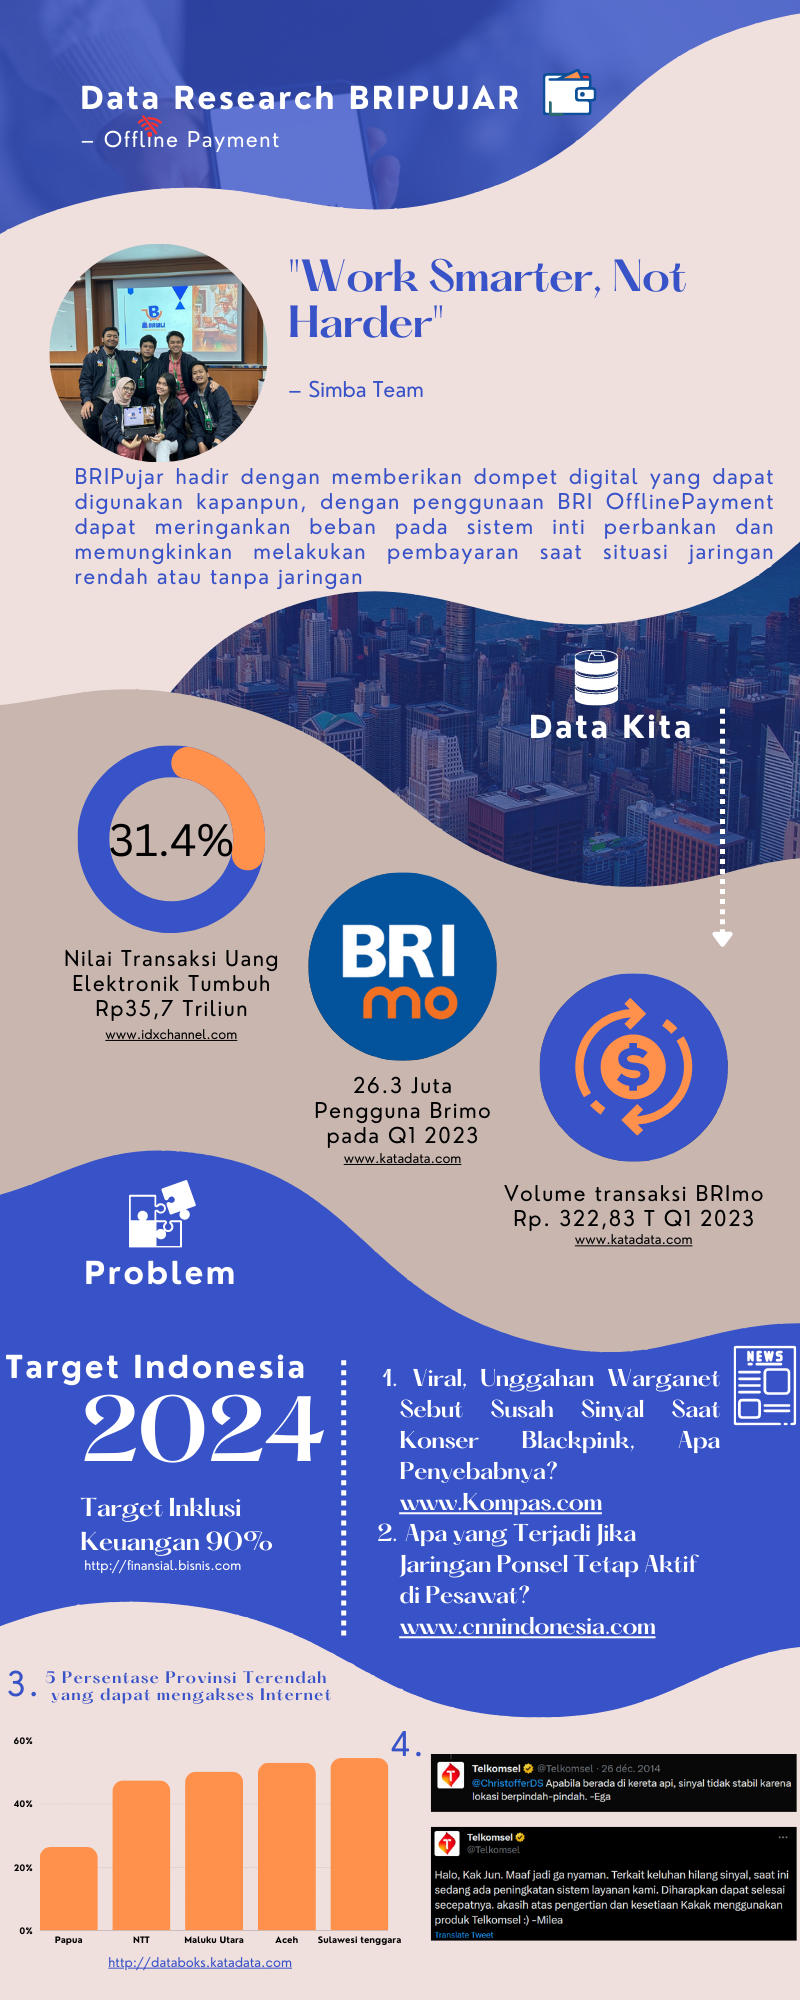 Data Research BRIPUJAR
– Offline Payment
"Work Smarter, Not
Harder"
– Simba Team
BRIPujar hadir dengan memberikan dompet digital yang dapat
digunakan kapanpun, dengan penggunaan BRI OfflinePayment
dapat meringankan beban pada sistem inti perbankan dan
memungkinkan melakukan pembayaran saat situasi jaringan
rendah atau tanpa jaringan
Data Kita
31.4%
Nilai Transaksi Uang
Elektronik Tumbuh
Rp35,7 Triliun
www.idxchannel.com
BRI
mo
26.3 Juta
Pengguna Brimo
pada Q1 2023
www.katadata.com
$
Volume transaksi BRImo
Rp. 322,83 T Q1 2023
www.katadata.com
Problem
Target Indonesia
2024
Target Inklusi
Keuangan 90%
http://finansial.bisnis.com
NEWS
1. Viral, Unggahan Warganet
Sebut Susah Sinyal Saat
Konser Blackpink, Apa
Penyebabnya?
www.Kompas.com
2. Apa yang Terjadi Jika
Jaringan Ponsel Tetap Aktif
di Pesawat?
www.cnnindonesia.com
3. 5 Persentase Provinsi Terendah
yang dapat mengakses Internet
60%
40%
20%
0%
Papua NTT Maluku Utara Aceh Sulawesi tenggara
http://databoks.katadata.com
4.
Telkomsel @Telkomsel · 26 déc. 2014
@ChristofferDS Apabila berada di kereta api, sinyal tidak stabil karena
lokasi berpindah-pindah. -Ega
Telkomsel
@Telkomsel
Halo, Kak Jun. Maaf jadi ga nyaman. Terkait keluhan hilang sinyal, saat ini
sedang ada peningkatan sistem layanan kami. Diharapkan dapat selesai
secepatnya. akasih atas pengertian dan kesetiaan Kakak menggunakan
produk Telkomsel :) -Milea
Translate Tweet